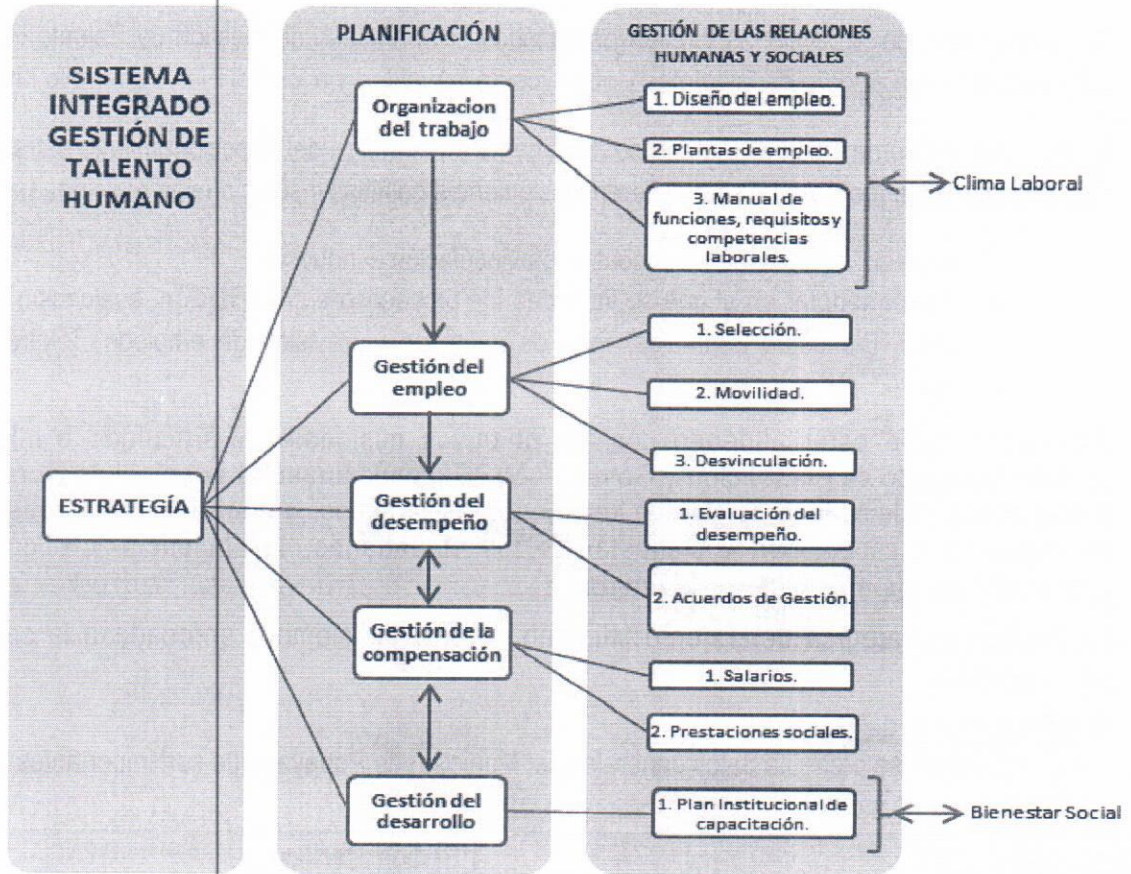 SISTEMA
INTEGRADO
GESTIÓN DE
TALENTO
HUMANO
ESTRATEGÍA
PLANIFICACIÓN
Organizacion
del trabajo
Gestión del
empleo
Gestión del
desempeño
Gestión de la
compensación
Gestión del
desarrollo
GESTIÓN DE LAS RELACIONES
HUMANAS Y SOCIALES
1. Diseño del empleo.
2. Plantas de empleo.
3. Manual de
funciones, requisitos y
competencias
laborales.
1. Selección.
2. Movilidad.
3. Desvinculación.
1. Evaluación del
desempeño.
2. Acuerdos de Gestión.
1. Salarios.
2. Prestaciones sociales.
1. Plan Institucional de
capacitación.
Clima Laboral
Bienestar Social